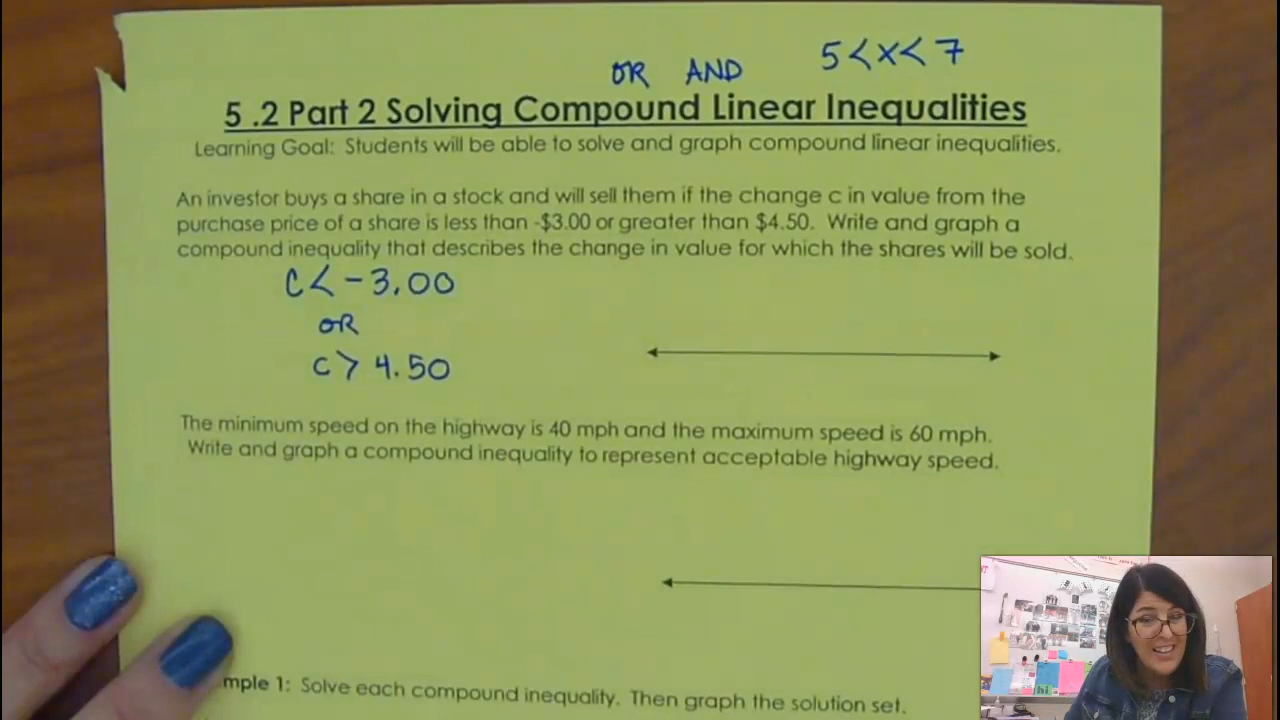 OR AND 5<x<7
5 .2 Part 2 Solving Compound Linear Inequalities
Learning Goal: Students will be able to solve and graph compound linear inequalities.
An investor buys a share in a stock and will sell them if the change c in value from the
purchase price of a share is less than -$3.00 or greater than $4.50. Write and graph a
compound inequality that describes the change in value for which the shares will be sold.
C<-3.00
OR
C>4.50
The minimum speed on the highway is 40 mph and the maximum speed is 60 mph.
Write and graph a compound inequality to represent acceptable highway speed.
mple 1: Solve each compound inequality. Then graph the solution set.
hi